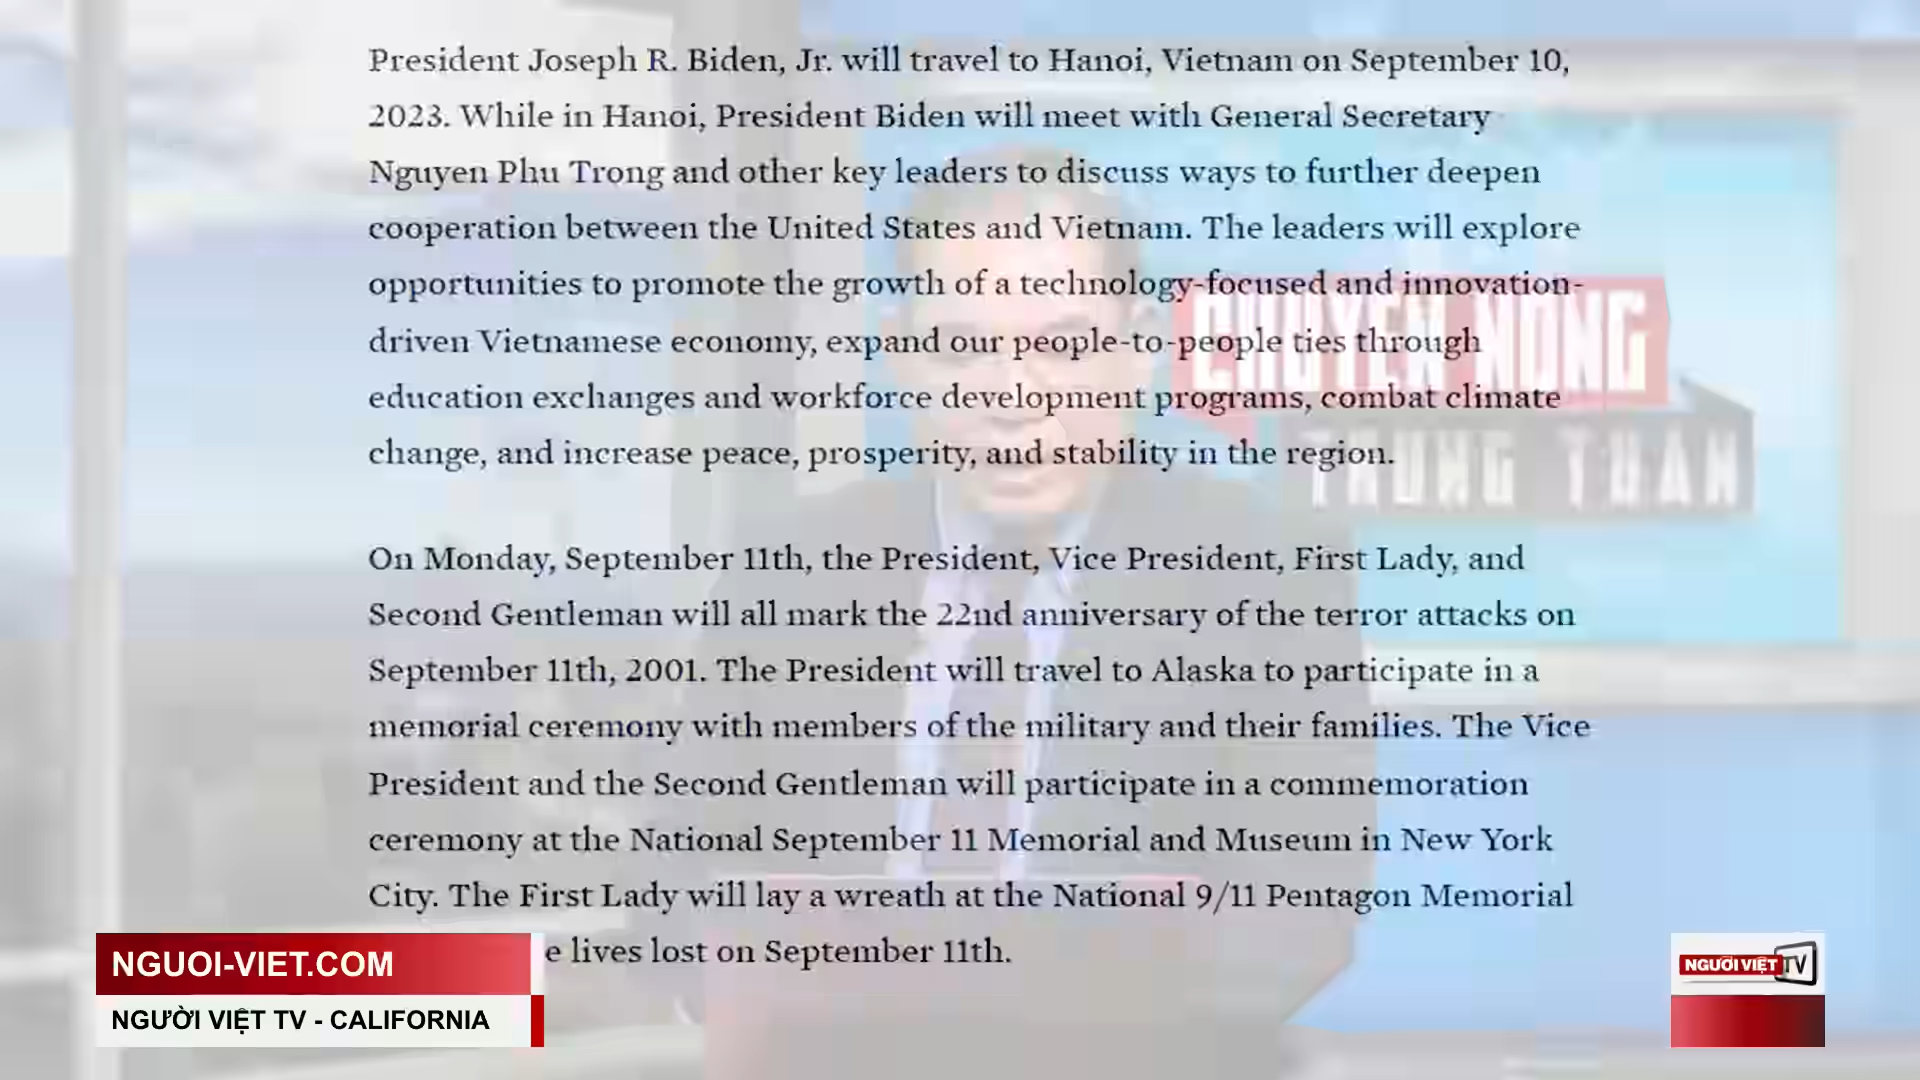 President Joseph R. Biden, Jr. will travel to Hanoi, Vietnam on September 10,
2023. While in Hanoi, President Biden will meet with General Secretary
Nguyen Phu Trong and other key leaders to discuss ways to further deepen
cooperation between the United States and Vietnam. The leaders will explore
opportunities to promote the growth of a technology-focused and innovation-
driven Vietnamese economy, expand our people-to-people ties through
education exchanges and workforce development programs, combat climate
change, and increase peace, prosperity, and stability in the region.
CHUYỆN NÓNG
TRONG TUẦN
On Monday, September 11th, the President, Vice President, First Lady, and
Second Gentleman will all mark the 22nd anniversary of the terror attacks on
September 11th, 2001. The President will travel to Alaska to participate in a
memorial ceremony with members of the military and their families. The Vice
President and the Second Gentleman will participate in a commemoration
ceremony at the National September 11 Memorial and Museum in New York
City. The First Lady will lay a wreath at the National 9/11 Pentagon Memorial
e lives lost on September 11th.
NGUOI-VIET.COM
NGƯỜI VIỆT TV - CALIFORNIA
NGƯỜI VIỆT TV